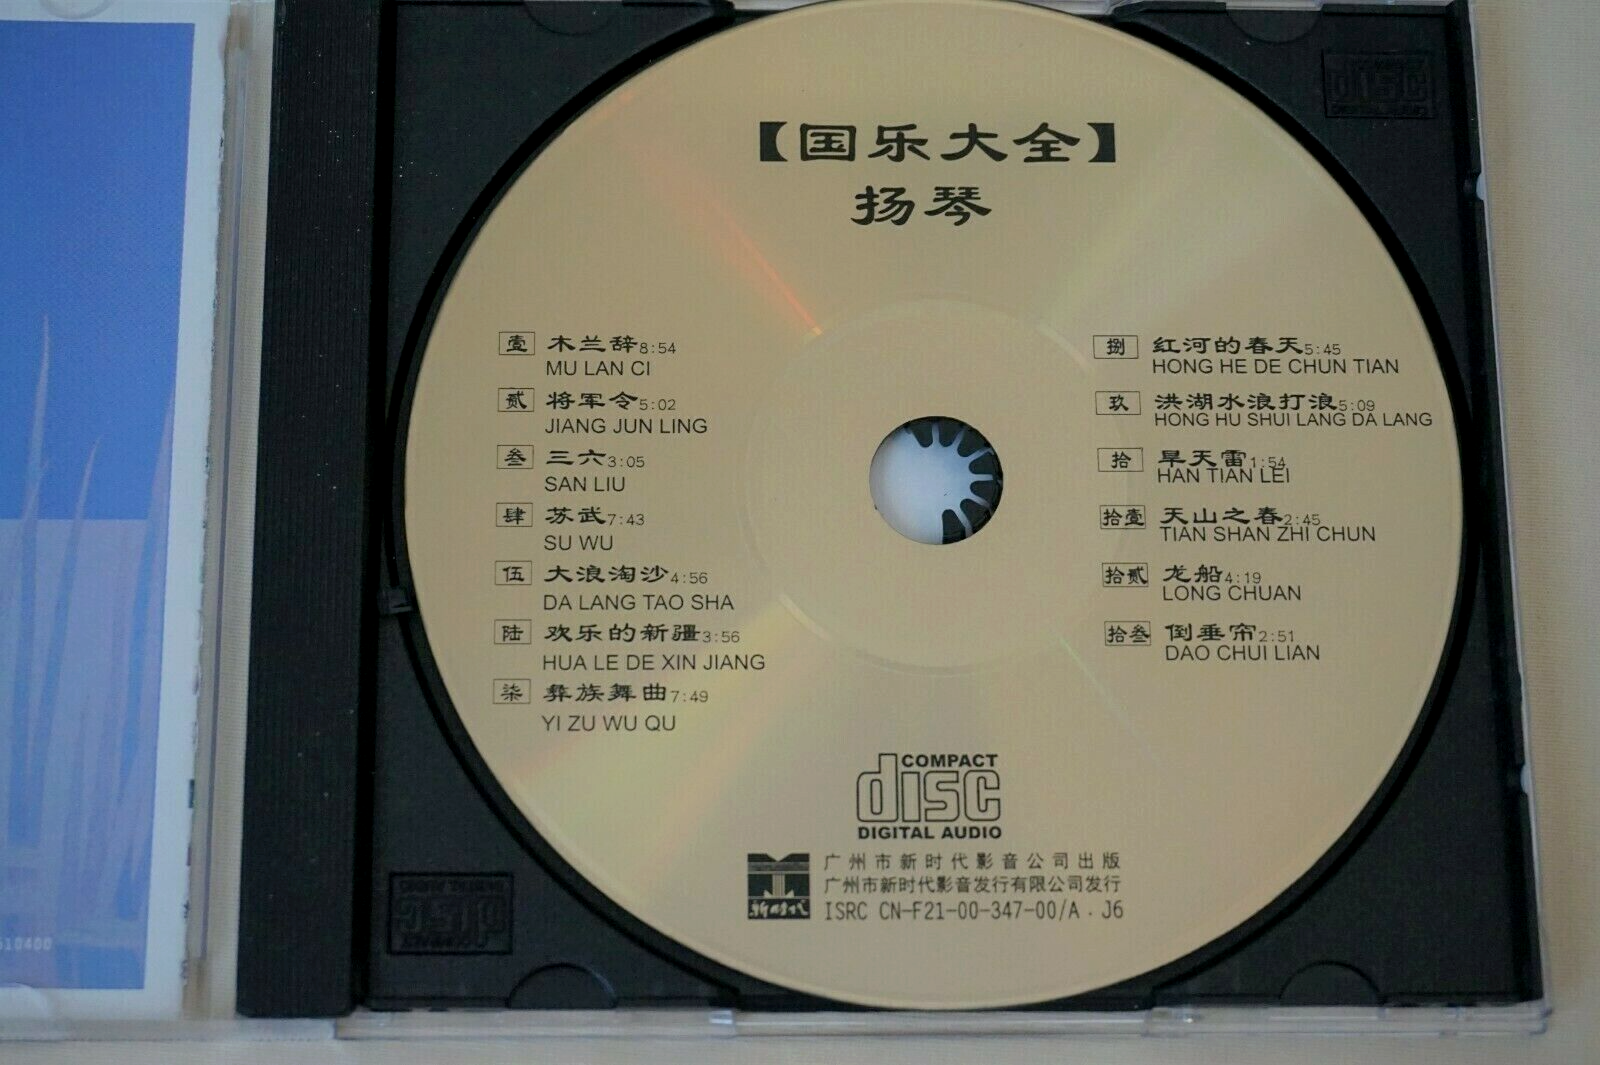 【国乐大全】
扬琴
壹 木兰辞8:54
MU LAN CI
贰 将军令5:02
JIANG JUN LING
叁 三六3:05
SAN LIU
肆 苏武7:43
SU WU
伍 大浪淘沙4:56
DA LANG TAO SHA
陆 欢乐的新疆3:56
HUA LE DE XIN JIANG
柒 彝族舞曲7:49
YI ZU WU QU
捌 红河的春天5:45
HONG HE DE CHUN TIAN
玖 洪湖水浪打浪5:09
HONG HU SHUI LANG DA LANG
拾 旱天雷1:54
HAN TIAN LEI
拾壹 天山之春2:45
TIAN SHAN ZHI CHUN
拾贰 龙船4:19
LONG CHUAN
拾叁 倒垂帘2:51
DAO CHUI LIAN
COMPACT
disc
DIGITAL AUDIO
新时代
广州市新时代影音公司出版
广州市新时代影音发行有限公司发行
ISRC CN-F21-00-347-00/A.J6
disc
COMPACT
disc
DIGITAL AUDIO
510400